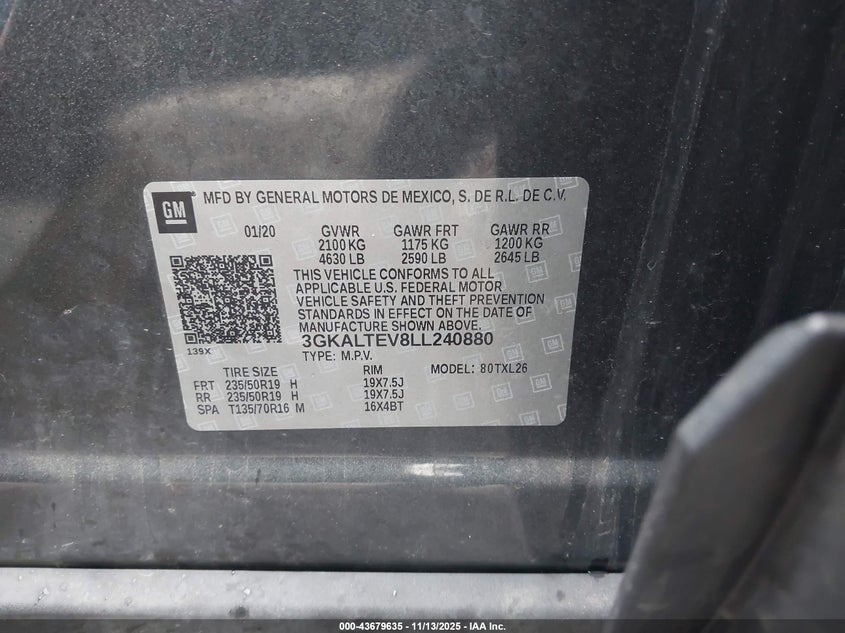 GM
MFD BY GENERAL MOTORS DE MEXICO, S. DE R.L. DE C.V.
01/20 GVWR GAWR FRT GAWR RR
2100 KG 1175 KG 1200 KG
4630 LB 2590 LB 2645 LB
THIS VEHICLE CONFORMS TO ALL
APPLICABLE U.S. FEDERAL MOTOR
VEHICLE SAFETY AND THEFT PREVENTION
STANDARDS IN EFFECT ON THE DATE OF
MANUFACTURE SHOWN ABOVE.
139X
3GKALTEV8LL240880
TYPE: M.P.V. MODEL: 80TXL26
TIRE SIZE RIM
FRT 235/50R19 H 19X7.5J
RR 235/50R19 H 19X7.5J
SPA T135/70R16 M 16X4BT
000-43679635 - 11/13/2025 - IAA Inc.